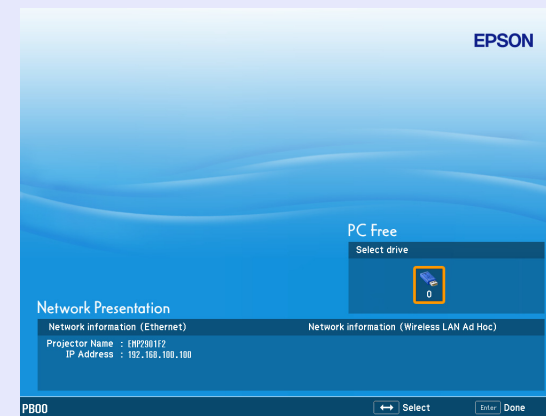 EPSON
PC Free
Select drive
0
Network Presentation
Network information (Ethernet)
Network information (Wireless LAN Ad Hoc)
Projector Name : EMP2901F2
IP Address : 192.168.100.100
PB00
Select
Enter Done